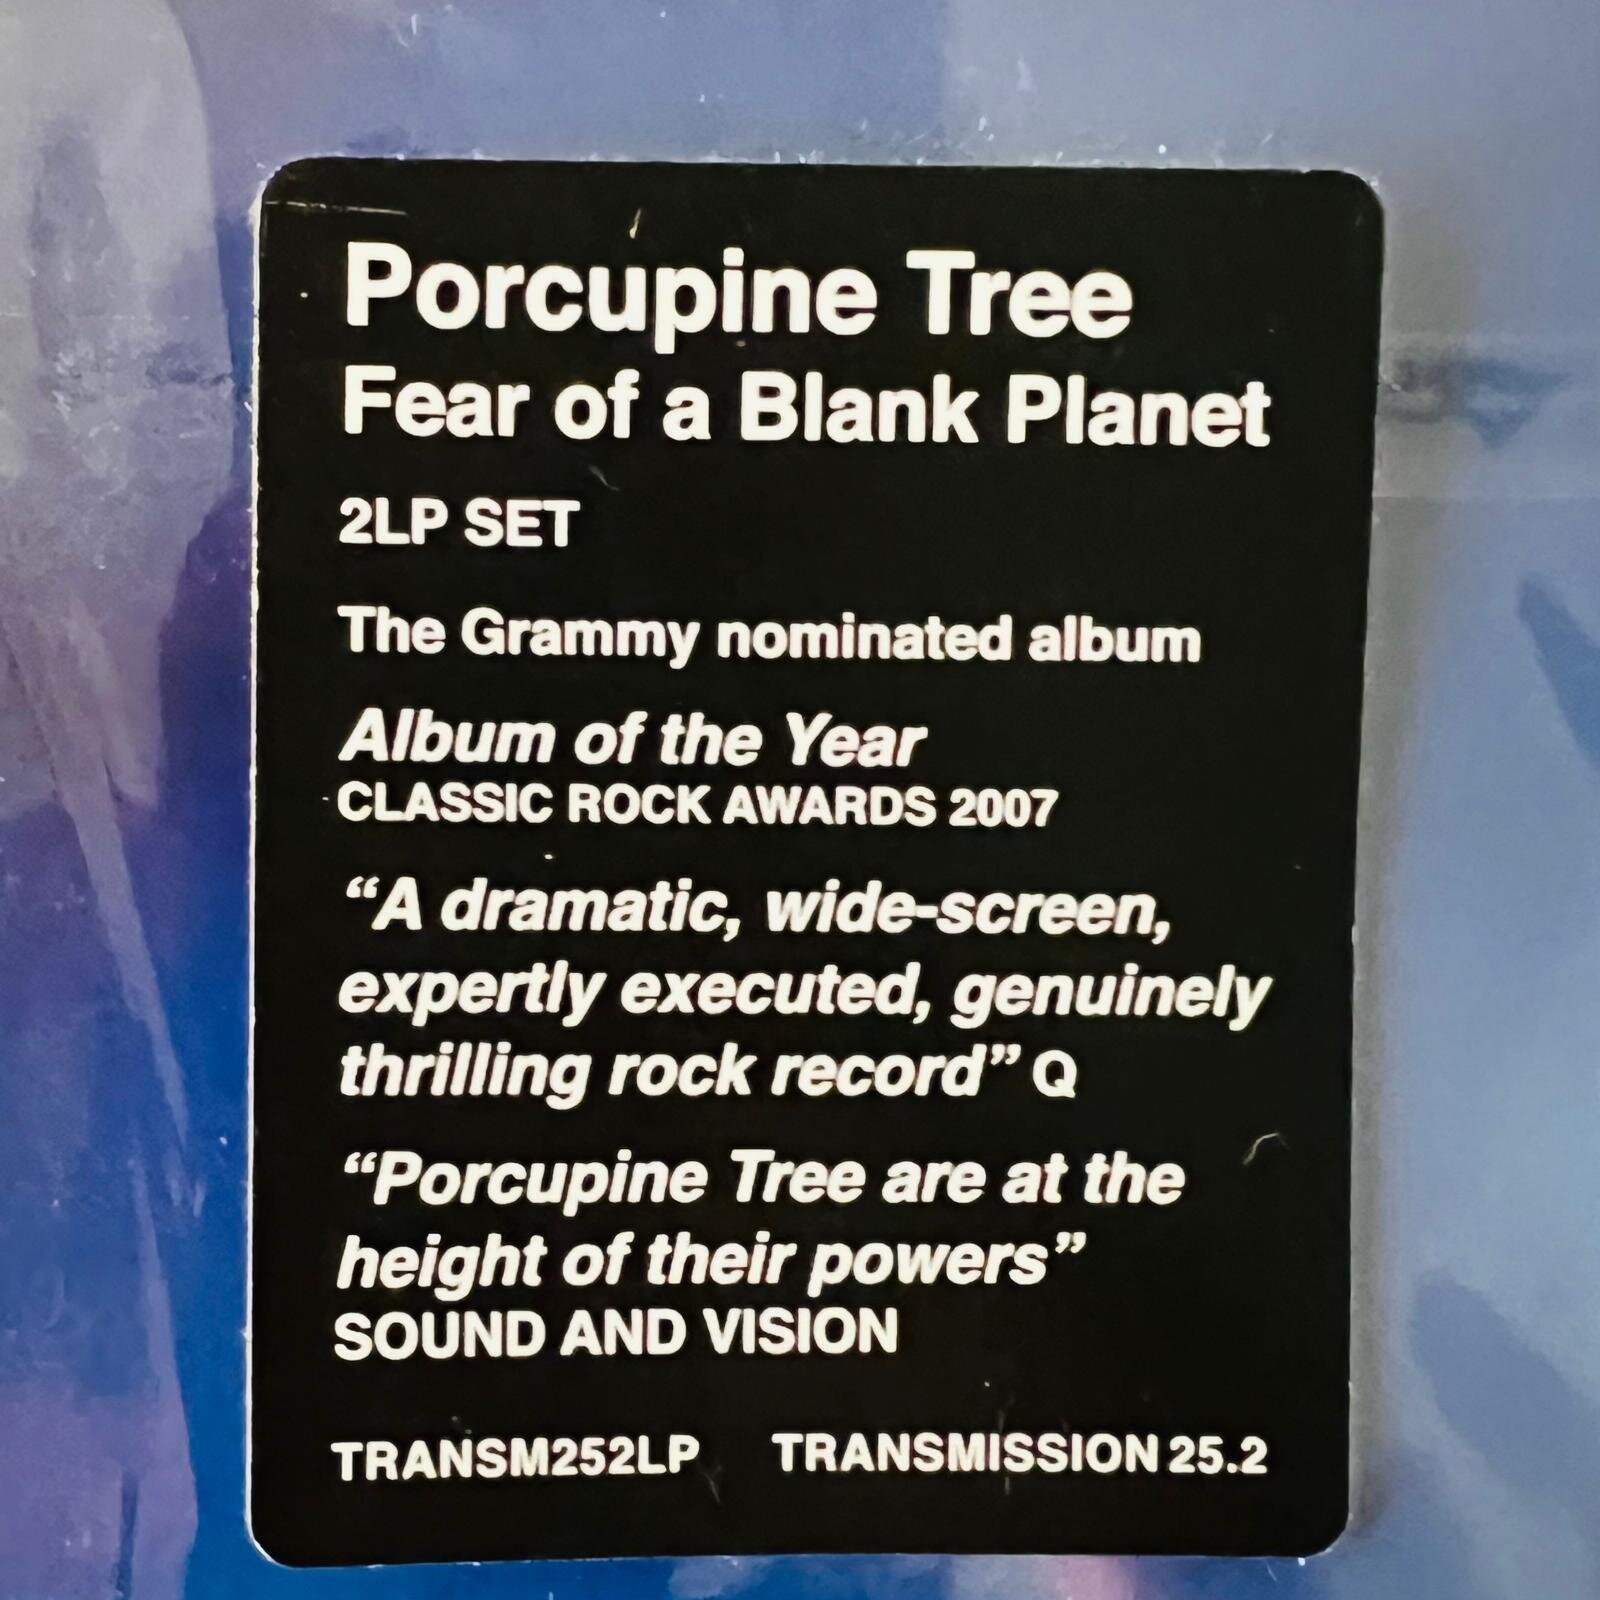 Porcupine Tree
Fear of a Blank Planet
2LP SET
The Grammy nominated album
Album of the Year
CLASSIC ROCK AWARDS 2007
“A dramatic, wide-screen,
expertly executed, genuinely
thrilling rock record” Q
“Porcupine Tree are at the
height of their powers”
SOUND AND VISION
TRANSM252LP TRANSMISSION 25.2